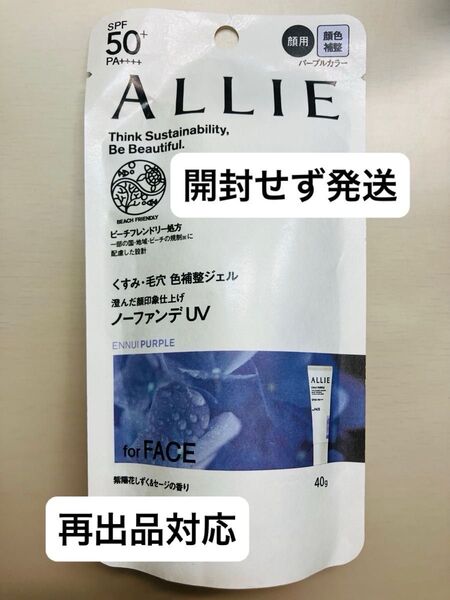 SPF
50+
PA++++
顔用
顔色
補整
パープルカラー
ALLIE
Think Sustainability,
Be Beautiful.
開封せず発送
BEACH FRIENDLY
ビーチフレンドリー処方
一部の国・地域・ビーチの規制※に
配慮した設計
くすみ・毛穴 色補整ジェル
澄んだ顔印象仕上げ
ノーファンデUV
ENNUI PURPLE
ALLIE
for FACE
紫陽花しずく&セージの香り
40g
再出品対応